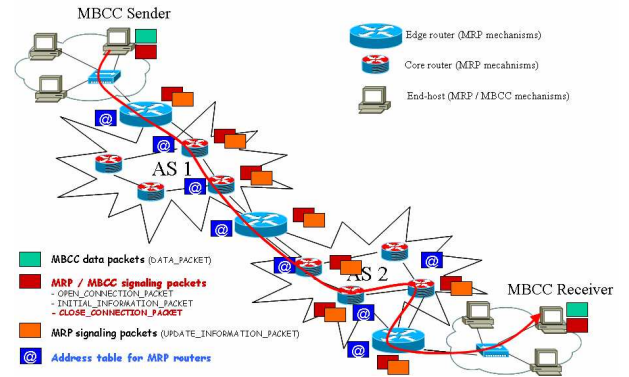 MBCC Sender
Edge router (MRP mechanisms)
Core router (MRP mecahnisms)
End-host (MRP / MBCC mechanisms)
@
@
AS 1
@
@
@
AS 2
@
@
@
MBCC Receiver
MBCC data packets (DATA_PACKET)
MRP / MBCC signaling packets
- OPEN_CONNECTION_PACKET
- INITIAL_INFORMATION_PACKET
- CLOSE_CONNECTION_PACKET
MRP signaling packets (UPDATE_INFORMATION_PACKET)
@ Address table for MRP routers